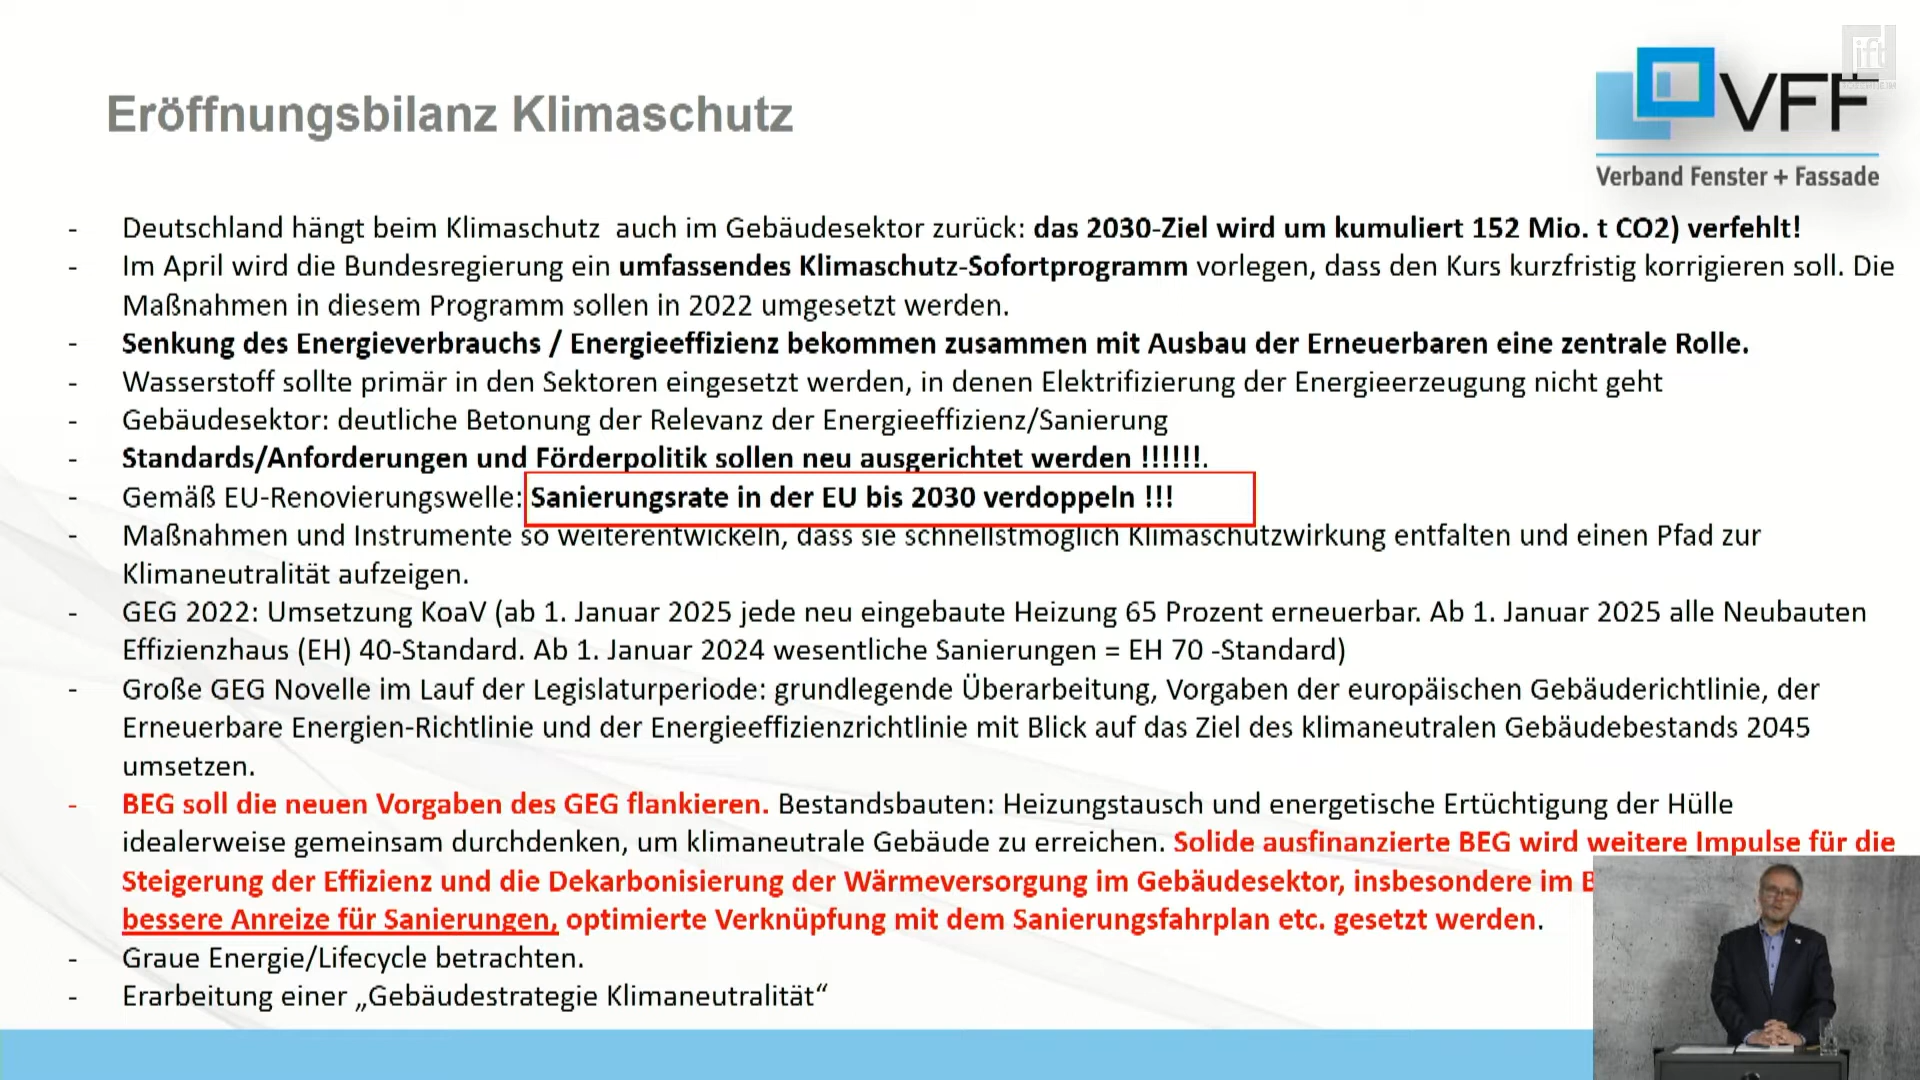 ift
Eröffnungsbilanz Klimaschutz
VFF
Verband Fenster + Fassade
- Deutschland hängt beim Klimaschutz auch im Gebäudesektor zurück: das 2030-Ziel wird um kumuliert 152 Mio. t CO2) verfehlt!
- Im April wird die Bundesregierung ein umfassendes Klimaschutz-Sofortprogramm vorlegen, dass den Kurs kurzfristig korrigieren soll. Die
Maßnahmen in diesem Programm sollen in 2022 umgesetzt werden.
- Senkung des Energieverbrauchs / Energieeffizienz bekommen zusammen mit Ausbau der Erneuerbaren eine zentrale Rolle.
- Wasserstoff sollte primär in den Sektoren eingesetzt werden, in denen Elektrifizierung der Energieerzeugung nicht geht
- Gebäudesektor: deutliche Betonung der Relevanz der Energieeffizienz/Sanierung
- Standards/Anforderungen und Förderpolitik sollen neu ausgerichtet werden !!!!!!.
- Gemäß EU-Renovierungswelle: Sanierungsrate in der EU bis 2030 verdoppeln !!!
- Maßnahmen und Instrumente so weiterentwickeln, dass sie schnellstmöglich Klimaschutzwirkung entfalten und einen Pfad zur
Klimaneutralität aufzeigen.
- GEG 2022: Umsetzung KoaV (ab 1. Januar 2025 jede neu eingebaute Heizung 65 Prozent erneuerbar. Ab 1. Januar 2025 alle Neubauten
Effizienzhaus (EH) 40-Standard. Ab 1. Januar 2024 wesentliche Sanierungen = EH 70 -Standard)
- Große GEG Novelle im Lauf der Legislaturperiode: grundlegende Überarbeitung, Vorgaben der europäischen Gebäuderichtlinie, der
Erneuerbare Energien-Richtlinie und der Energieeffizienzrichtlinie mit Blick auf das Ziel des klimaneutralen Gebäudebestands 2045
umsetzen.
- BEG soll die neuen Vorgaben des GEG flankieren. Bestandsbauten: Heizungstausch und energetische Ertüchtigung der Hülle
idealerweise gemeinsam durchdenken, um klimaneutrale Gebäude zu erreichen. Solide ausfinanzierte BEG wird weitere Impulse für die
Steigerung der Effizienz und die Dekarbonisierung der Wärmeversorgung im Gebäudesektor, insbesondere im
bessere Anreize für Sanierungen, optimierte Verknüpfung mit dem Sanierungsfahrplan etc. gesetzt werden.
- Graue Energie/Lifecycle betrachten.
- Erarbeitung einer „Gebäudestrategie Klimaneutralität“